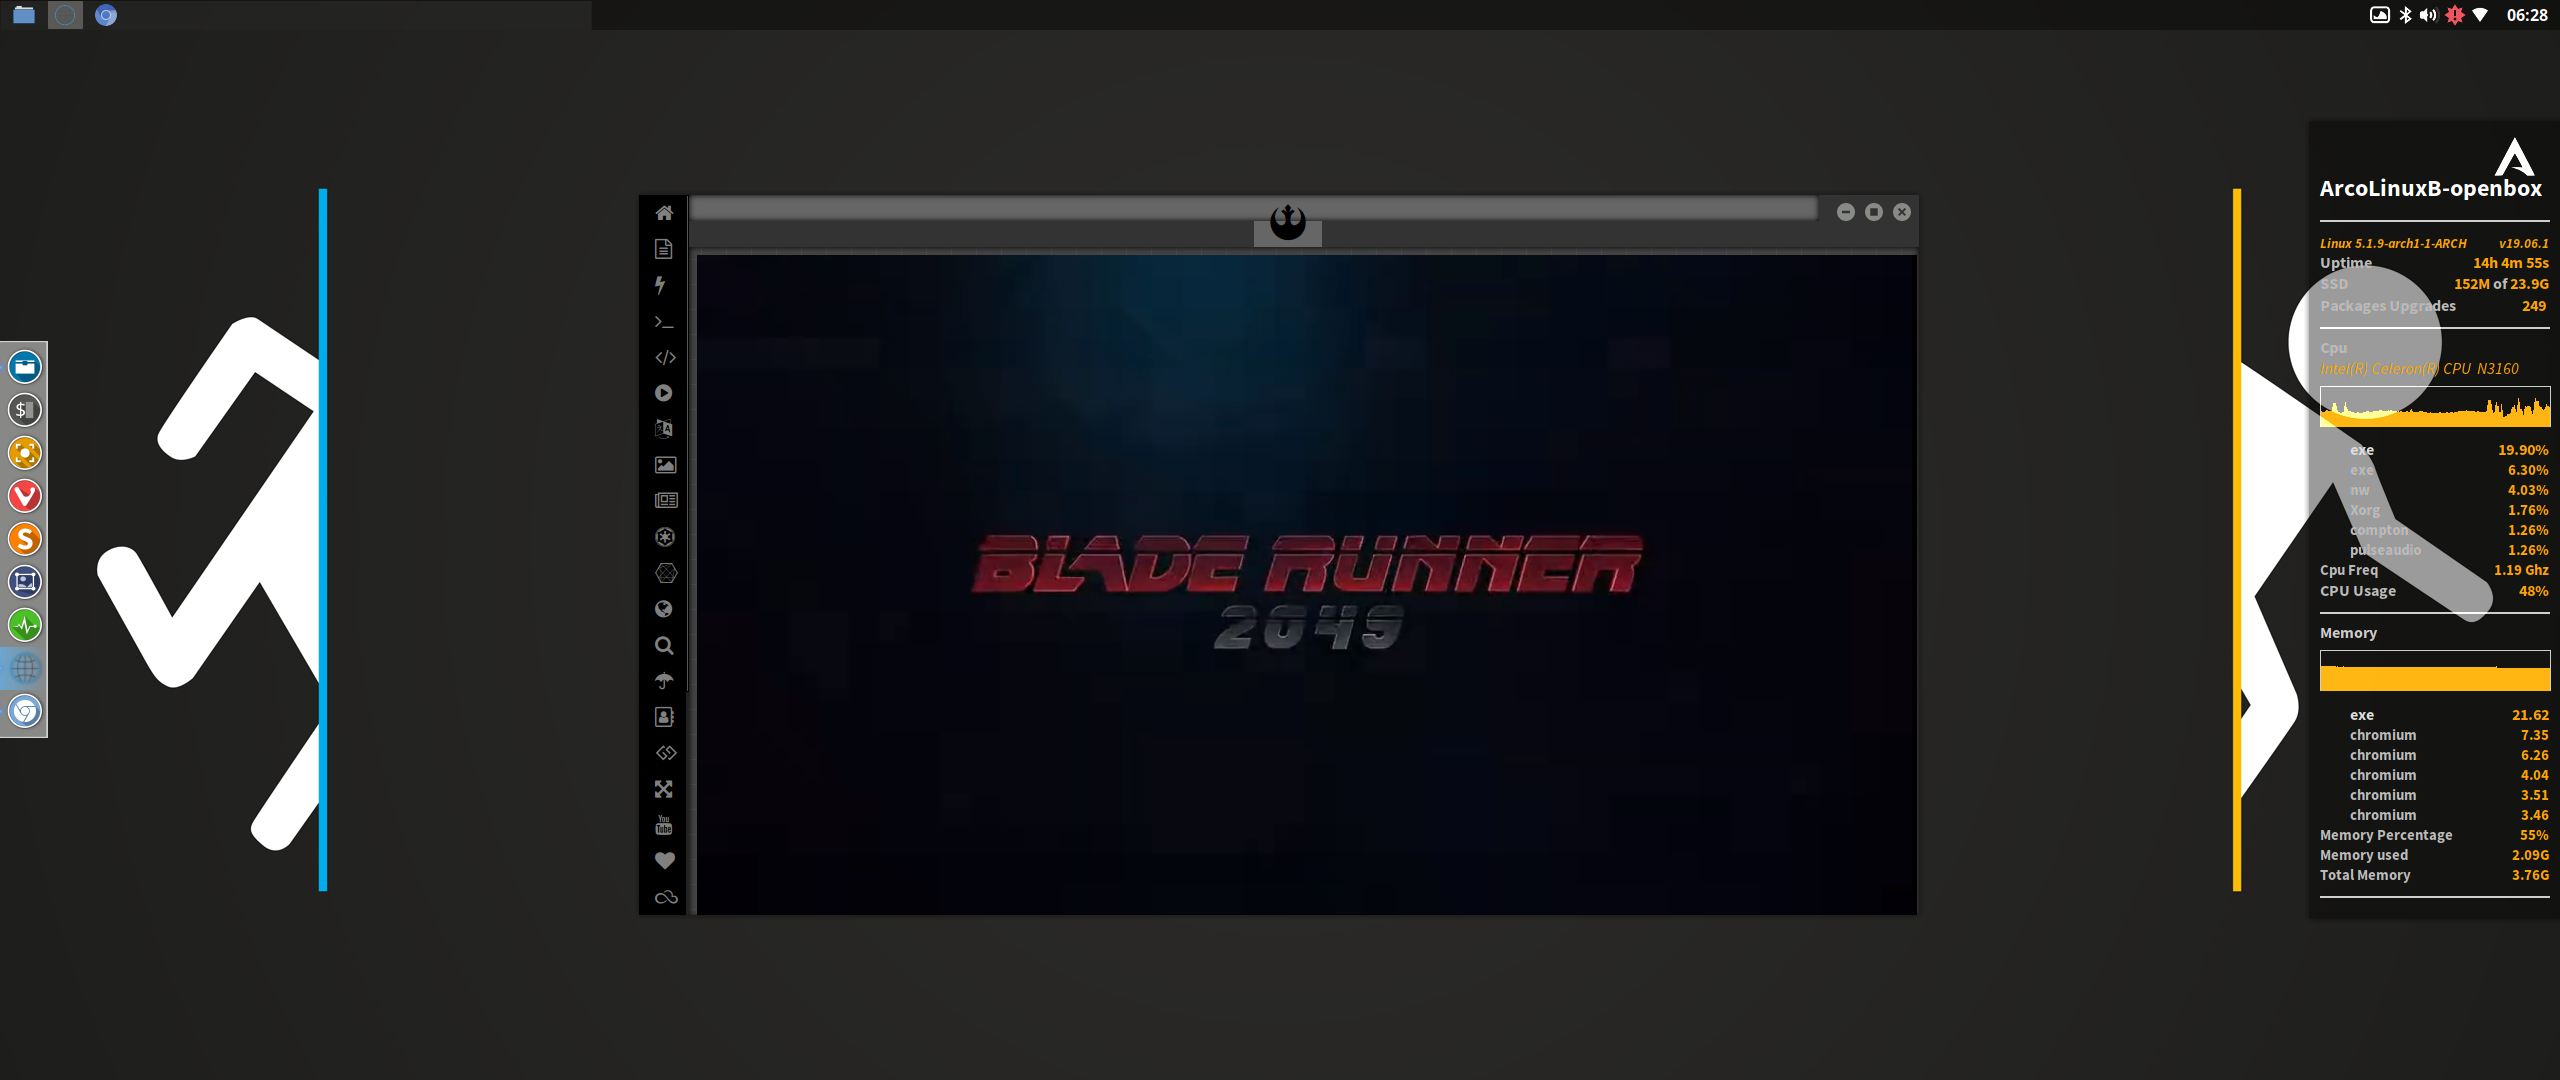 06:28
ArcoLinuxB-openbox
Linux 5.1.9-arch1-1-ARCH v19.06.1
Uptime 14h 4m 55s
SSD 152M of 23.9G
Packages Upgrades 249
Cpu
Intel(R) Celeron(R) CPU N3160
exe 19.90%
exe 6.30%
nw 4.03%
Xorg 1.76%
compton 1.26%
pulseaudio 1.26%
Cpu Freq 1.19 Ghz
CPU Usage 48%
Memory
exe 21.62
chromium 7.35
chromium 6.26
chromium 4.04
chromium 3.51
chromium 3.46
Memory Percentage 55%
Memory used 2.09G
Total Memory 3.76G
BLADE RUNNER
2049
You
Tube
$
S